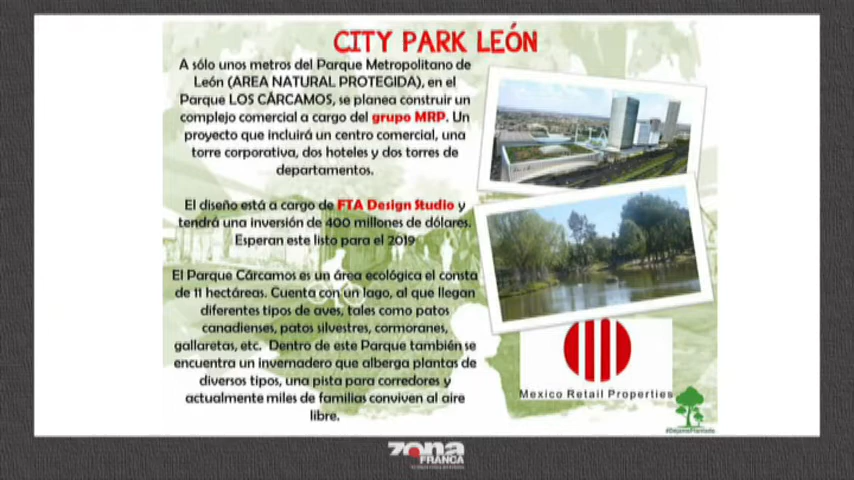 CITY PARK LEÓN
A sólo unos metros del Parque Metropolitano de
León (AREA NATURAL PROTEGIDA), en el
Parque LOS CÁRCAMOS, se planea construir un
complejo comercial a cargo del grupo MRP. Un
proyecto que incluirá un centro comercial, una
torre corporativa, dos hoteles y dos torres de
departamentos.
El diseño está a cargo de FTA Design Studio y
tendrá una inversión de 400 millones de dólares.
Esperan este listo para el 2019
El Parque Cárcamos es un área ecológica el consta
de 11 hectáreas. Cuenta con un lago, al que llegan
diferentes tipos de aves, tales como patos
canadienses, patos silvestres, cormoranes,
gallaretas, etc. Dentro de este Parque también se
encuentra un invernadero que alberga plantas de
diversos tipos, una pista para corredores y
actualmente miles de familias conviven al aire
libre.
Mexico Retail Properties
zona
FRANCA